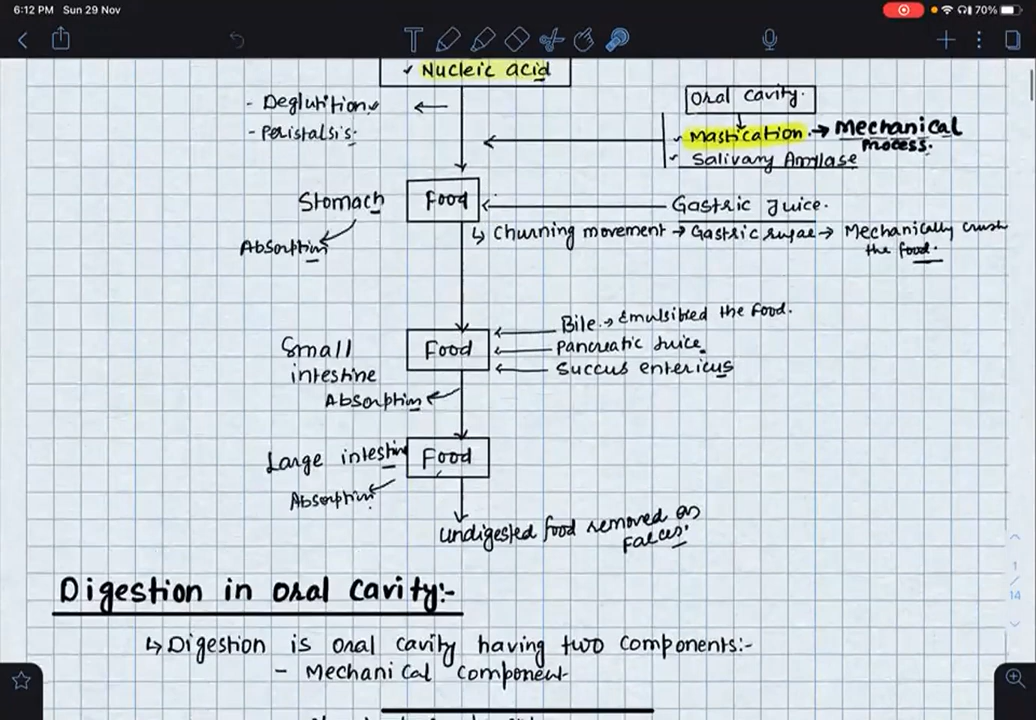 6:12 PM Sun 29 Nov
70%
✓ Nucleic acid
- Deglutition
- Peristalsis.
Oral cavity.
Mastication. → Mechanical
Process.
Salivary Amylase
Stomach
Food
Gastric Juice.
Absorption
↳ Churning movement → Gastric rugae → Mechanically crush
the food.
Bile. → Emulsified the food.
Small
intestine
Food
Pancreatic Juice.
Succus entericus
Absorption
Large intestine
Food
Absorption
undigested food removed as
faeces.
Digestion in oral cavity:-
↳ Digestion is oral cavity having two components:-
- Mechanical component
1
/
14